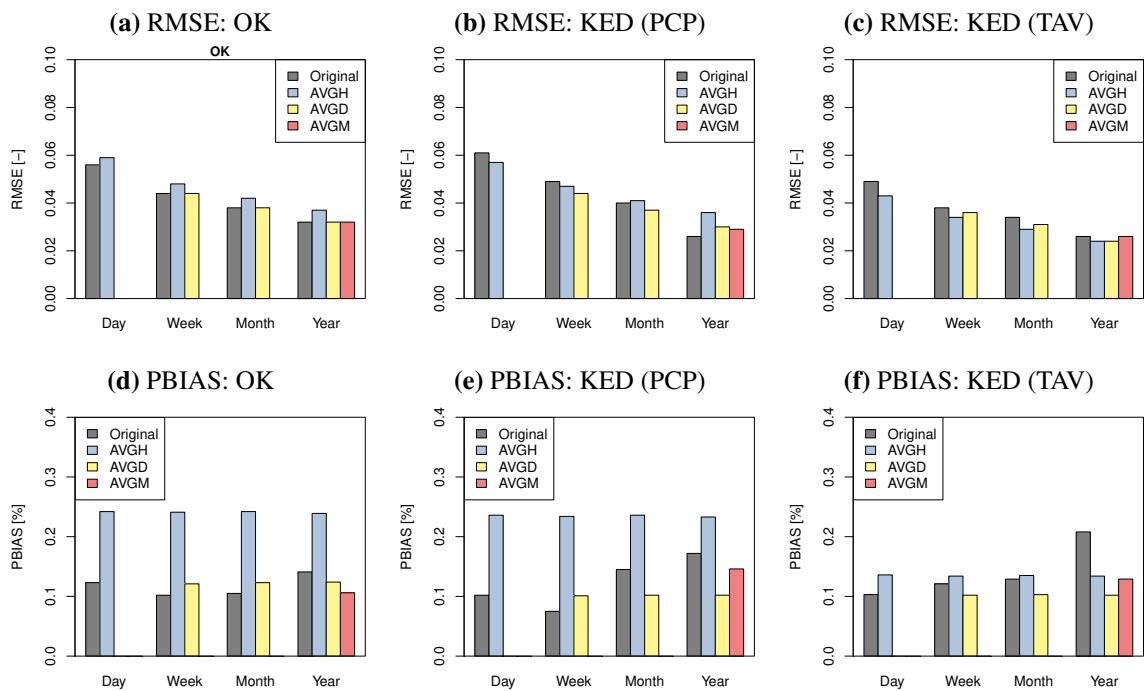 (a) RMSE: OK
(b) RMSE: KED (PCP)
(c) RMSE: KED (TAV)
OK
RMSE [-]
0.00 0.02 0.04 0.06 0.08 0.10
Original
AVGH
AVGD
AVGM
Day Week Month Year
RMSE [-]
0.00 0.02 0.04 0.06 0.08 0.10
Original
AVGH
AVGD
AVGM
Day Week Month Year
RMSE [-]
0.00 0.02 0.04 0.06 0.08 0.10
Original
AVGH
AVGD
AVGM
Day Week Month Year
(d) PBIAS: OK
(e) PBIAS: KED (PCP)
(f) PBIAS: KED (TAV)
PBIAS [%]
0.0 0.1 0.2 0.3 0.4
Original
AVGH
AVGD
AVGM
Day Week Month Year
PBIAS [%]
0.0 0.1 0.2 0.3 0.4
Original
AVGH
AVGD
AVGM
Day Week Month Year
PBIAS [%]
0.0 0.1 0.2 0.3 0.4
Original
AVGH
AVGD
AVGM
Day Week Month Year